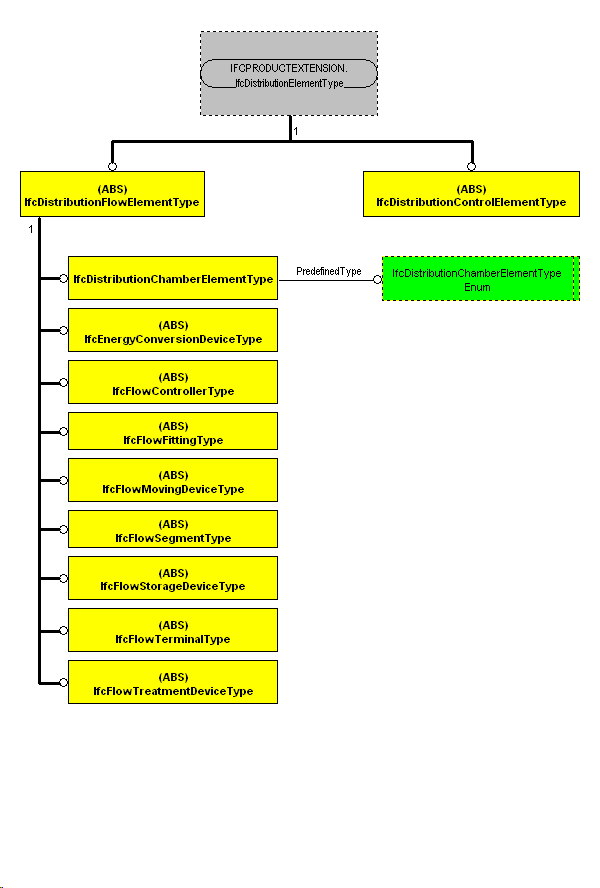 IFCPRODUCTEXTENSION.
IfcDistributionElementType
1
(ABS)
IfcDistributionFlowElementType
(ABS)
IfcDistributionControlElementType
1
IfcDistributionChamberElementType
PredefinedType
IfcDistributionChamberElementType
Enum
(ABS)
IfcEnergyConversionDeviceType
(ABS)
IfcFlowControllerType
(ABS)
IfcFlowFittingType
(ABS)
IfcFlowMovingDeviceType
(ABS)
IfcFlowSegmentType
(ABS)
IfcFlowStorageDeviceType
(ABS)
IfcFlowTerminalType
(ABS)
IfcFlowTreatmentDeviceType